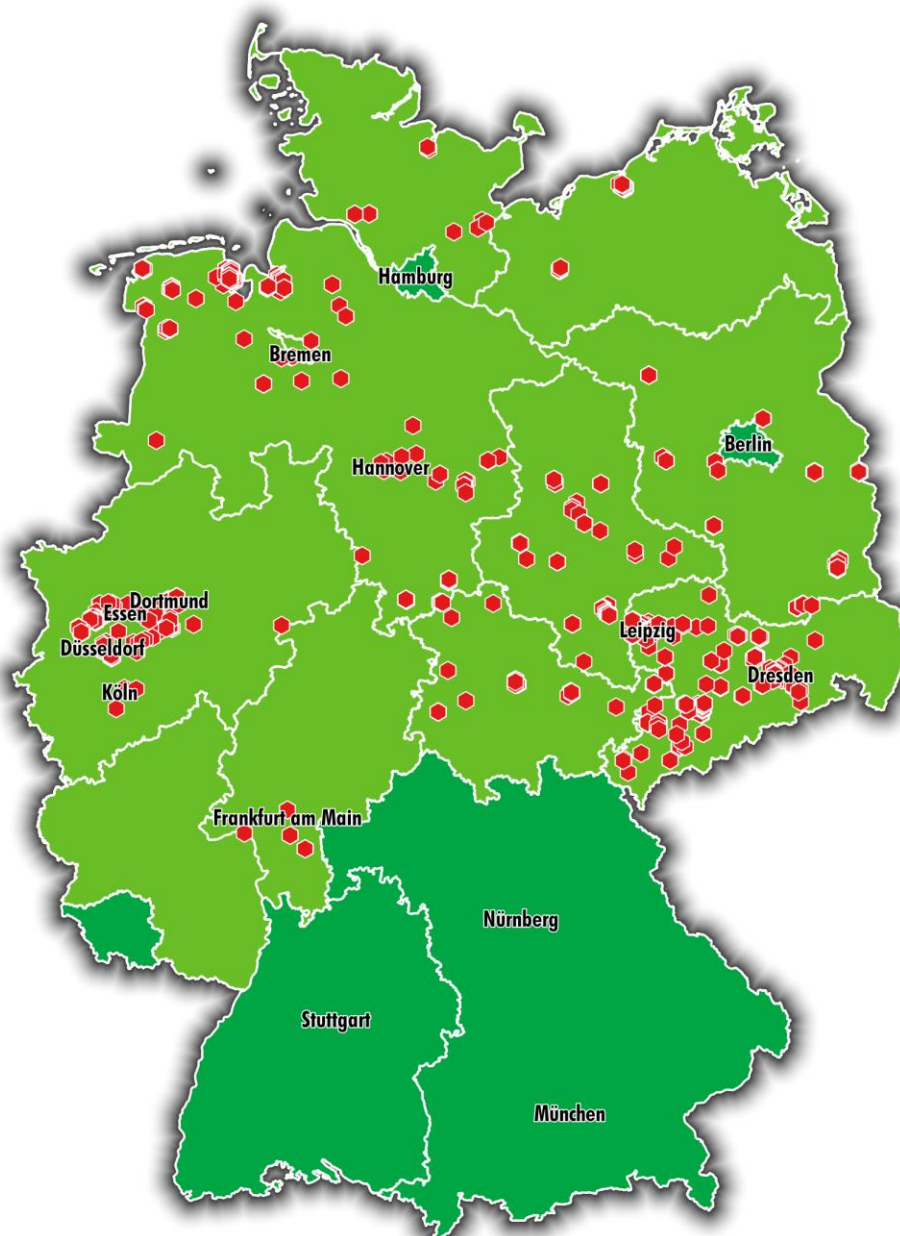 Hamburg
Bremen
Berlin
Hannover
Dortmund
Essen
Leipzig
Düsseldorf
Dresden
Köln
Frankfurt am Main
Nürnberg
Stuttgart
München